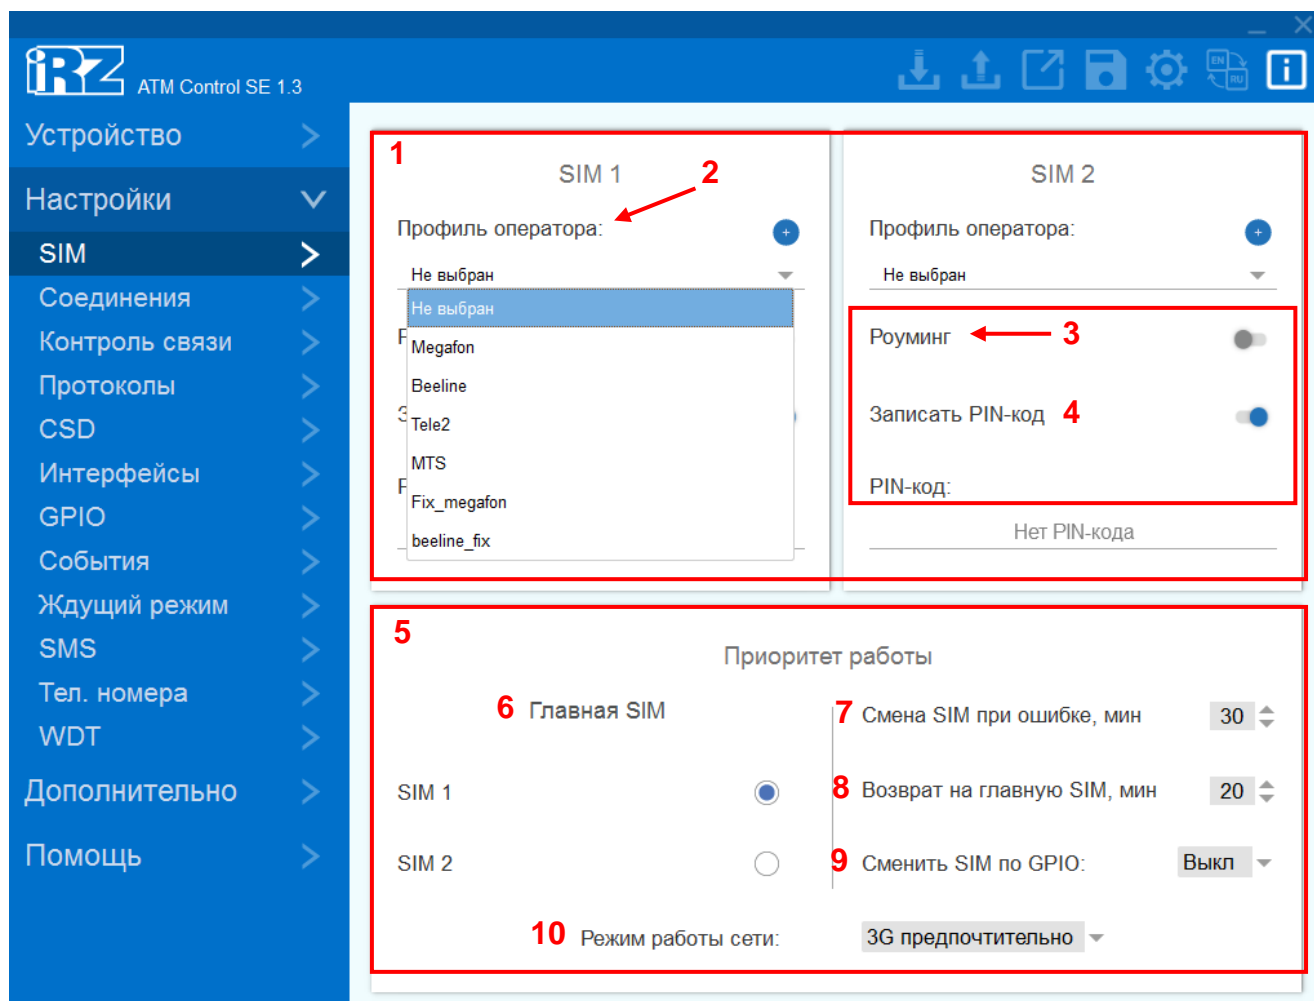 iRZ ATM Control SE 1.3
EN
RU
Устройство
Настройки
SIM
Соединения
Контроль связи
Протоколы
CSD
Интерфейсы
GPIO
События
Ждущий режим
SMS
Тел. номера
WDT
Дополнительно
Помощь
1
SIM 1
2
Профиль оператора:
Не выбран
Не выбран
Megafon
Beeline
Tele2
MTS
Fix_megafon
beeline_fix
SIM 2
Профиль оператора:
Не выбран
Роуминг 3
Записать PIN-код 4
PIN-код:
Нет PIN-кода
5
Приоритет работы
6 Главная SIM
SIM 1
SIM 2
7 Смена SIM при ошибке, мин 30
8 Возврат на главную SIM, мин 20
9 Сменить SIM по GPIO: Выкл
10 Режим работы сети: 3G предпочтительно